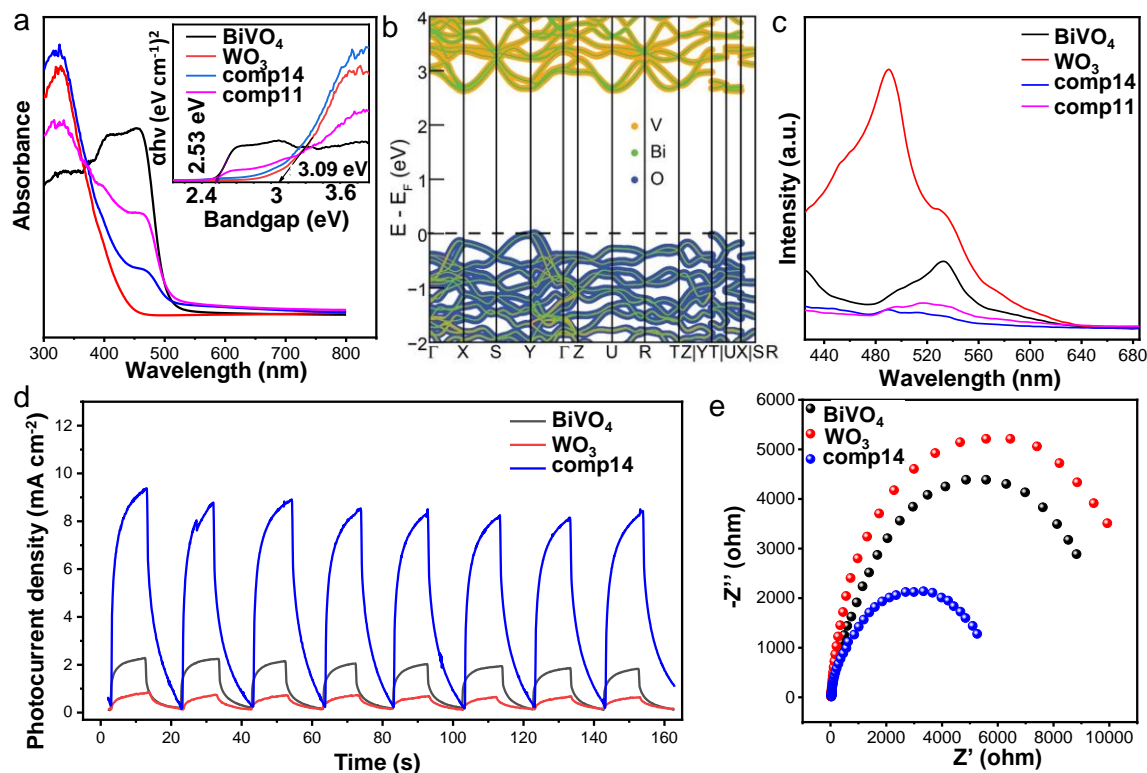 a
Absorbance
Wavelength (nm)
300 400 500 600 700 800
αhν (eV cm⁻¹)²
Bandgap (eV)
2.4 3 3.6
2.53 eV
3.09 eV
BiVO₄
WO₃
comp14
comp11
b
E - E_F (eV)
4
3
2
1
0
−1
−2
V
Bi
O
Γ X S Y Γ Z U R TZ|YT|UX|SR
c
Intensity (a.u.)
BiVO₄
WO₃
comp14
comp11
440 480 520 560 600 640 680
Wavelength (nm)
d
Photocurrent density (mA cm⁻²)
12
10
8
6
4
2
0
BiVO₄
WO₃
comp14
0 20 40 60 80 100 120 140 160
Time (s)
e
-Z'' (ohm)
6000
5000
4000
3000
2000
1000
0
BiVO₄
WO₃
comp14
0 2000 4000 6000 8000 10000
Z' (ohm)